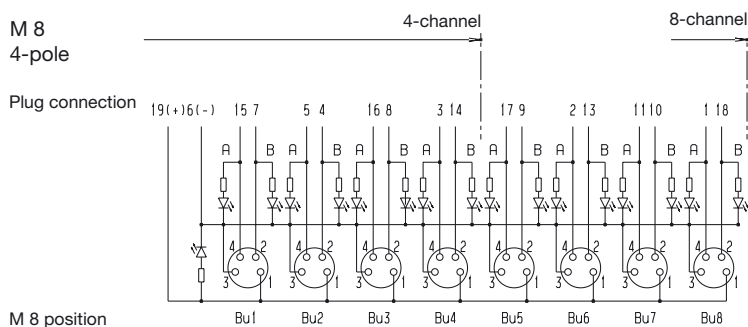 M 8
4-pole
4-channel
8-channel
Plug connection 19(+) 6(-) 15 7 5 4 16 8 3 14 17 9 2 13 11 10 1 18
A B A B A B A B A B A B A B A B
4 2 4 2 4 2 4 2 4 2 4 2 4 2 4 2
3 1 3 1 3 1 3 1 3 1 3 1 3 1 3 1
M 8 position Bu1 Bu2 Bu3 Bu4 Bu5 Bu6 Bu7 Bu8